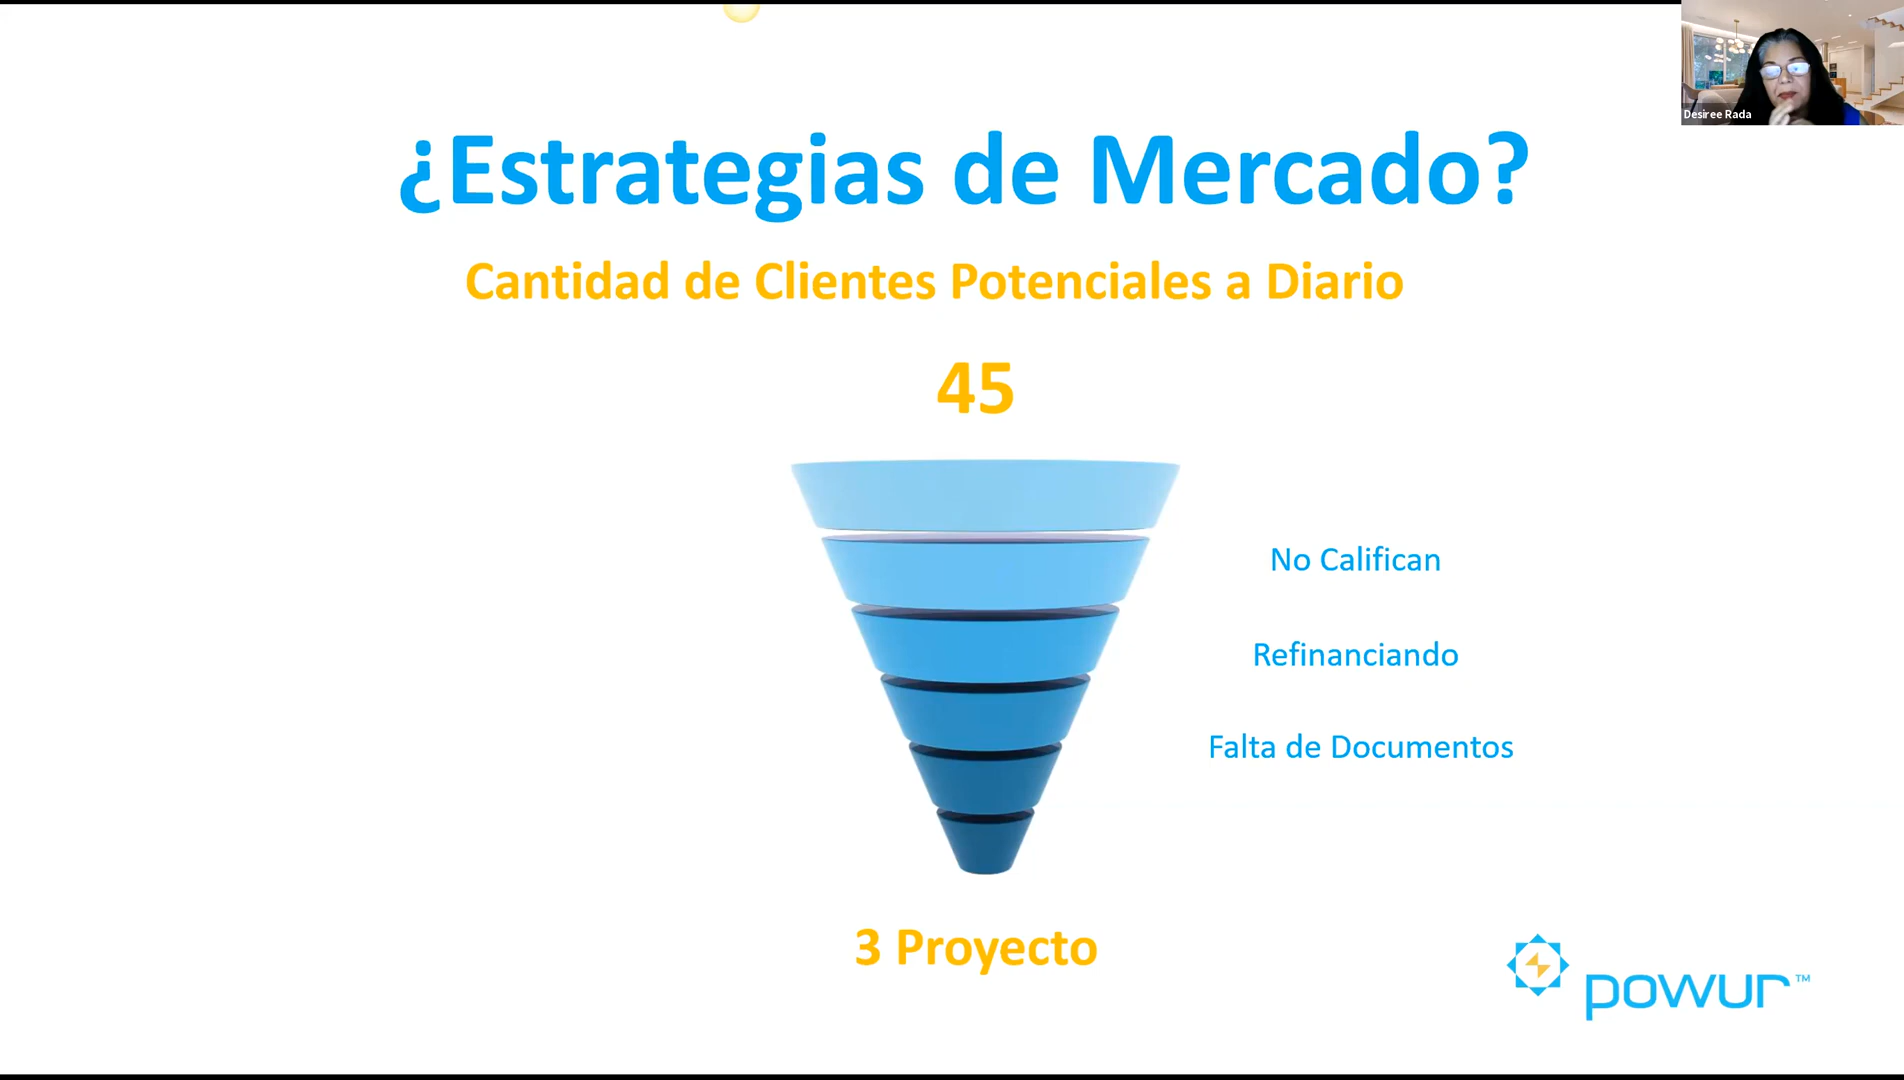 Desiree Rada
¿Estrategias de Mercado?
Cantidad de Clientes Potenciales a Diario
45
No Califican
Refinanciando
Falta de Documentos
3 Proyecto
powur™